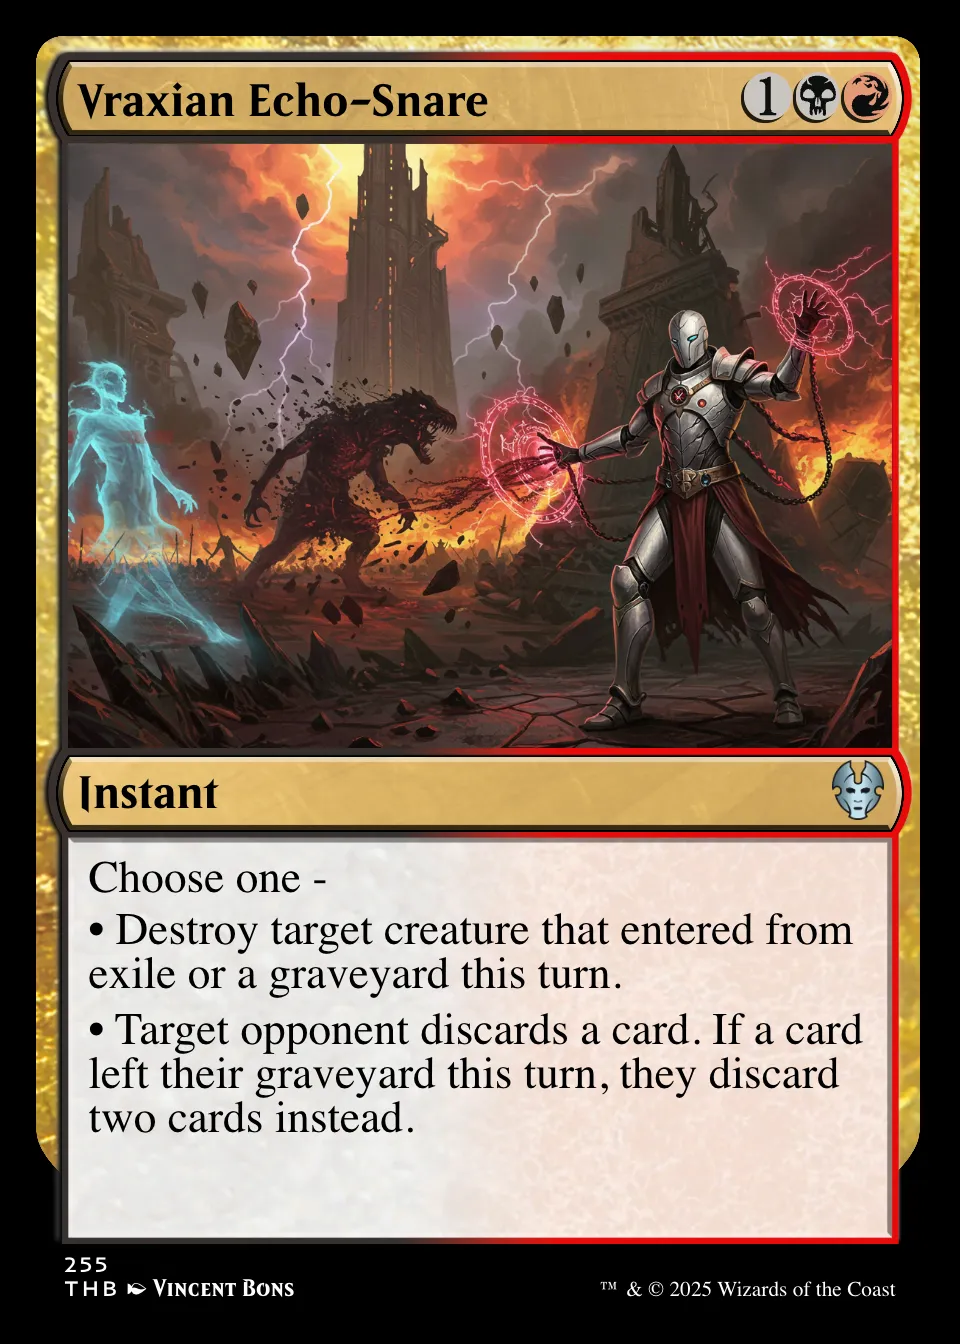 Vraxian Echo-Snare 1
Instant
Choose one -
• Destroy target creature that entered from
exile or a graveyard this turn.
• Target opponent discards a card. If a card
left their graveyard this turn, they discard
two cards instead.
255
THB VINCENT BONS
™ & © 2025 Wizards of the Coast